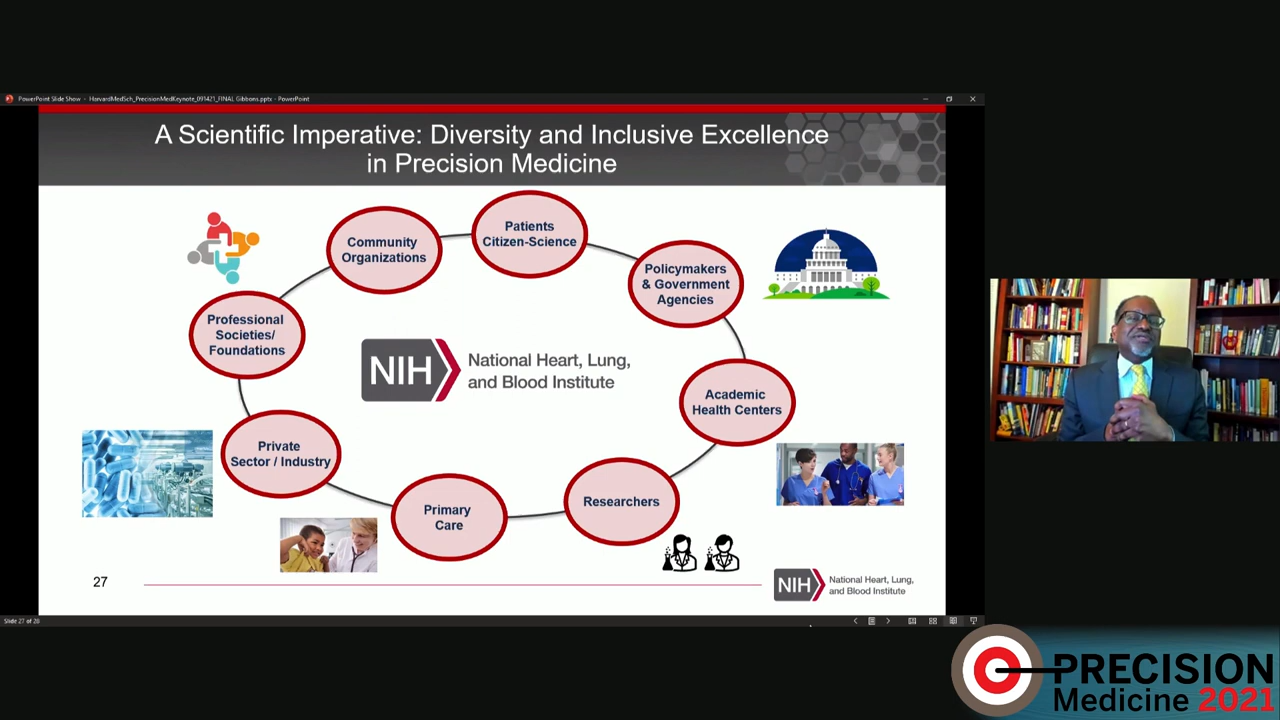 PowerPoint Slide Show - HarvardMedSch_PrecisionMedKeynote_091421_FINAL Gibbons.pptx - PowerPoint
A Scientific Imperative: Diversity and Inclusive Excellence
in Precision Medicine
Patients
Citizen-Science
Community
Organizations
Policymakers
& Government
Agencies
Professional
Societies/
Foundations
NIH
National Heart, Lung,
and Blood Institute
Academic
Health Centers
Private
Sector / Industry
Researchers
Primary
Care
27
NIH
National Heart, Lung,
and Blood Institute
Slide 27 of 28
PRECISION
Medicine 2021